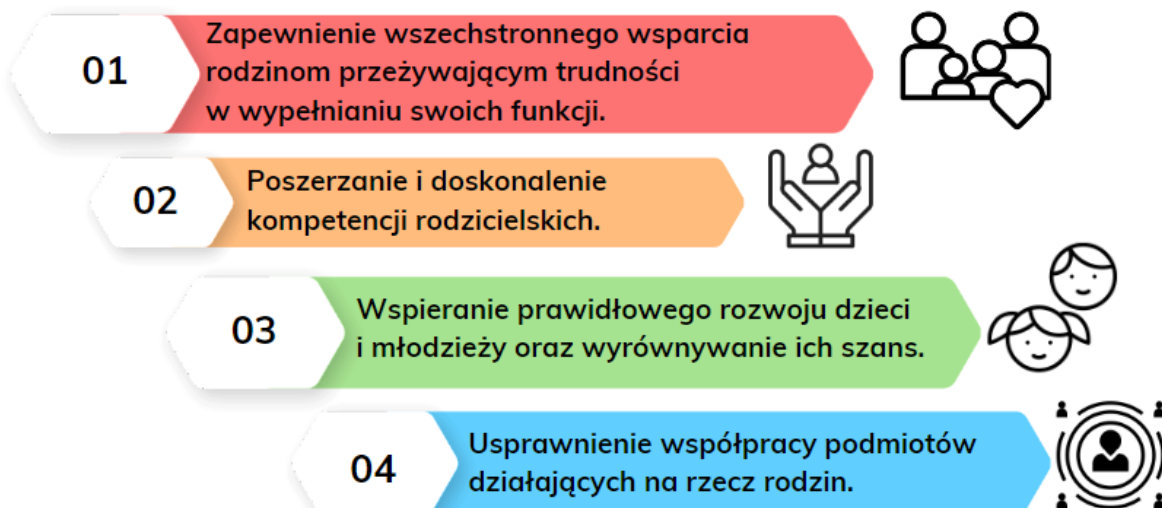 01
Zapewnienie wszechstronnego wsparcia
rodzinom przeżywającym trudności
w wypełnianiu swoich funkcji.
02
Poszerzanie i doskonalenie
kompetencji rodzicielskich.
03
Wspieranie prawidłowego rozwoju dzieci
i młodzieży oraz wyrównywanie ich szans.
04
Usprawnienie współpracy podmiotów
działających na rzecz rodzin.